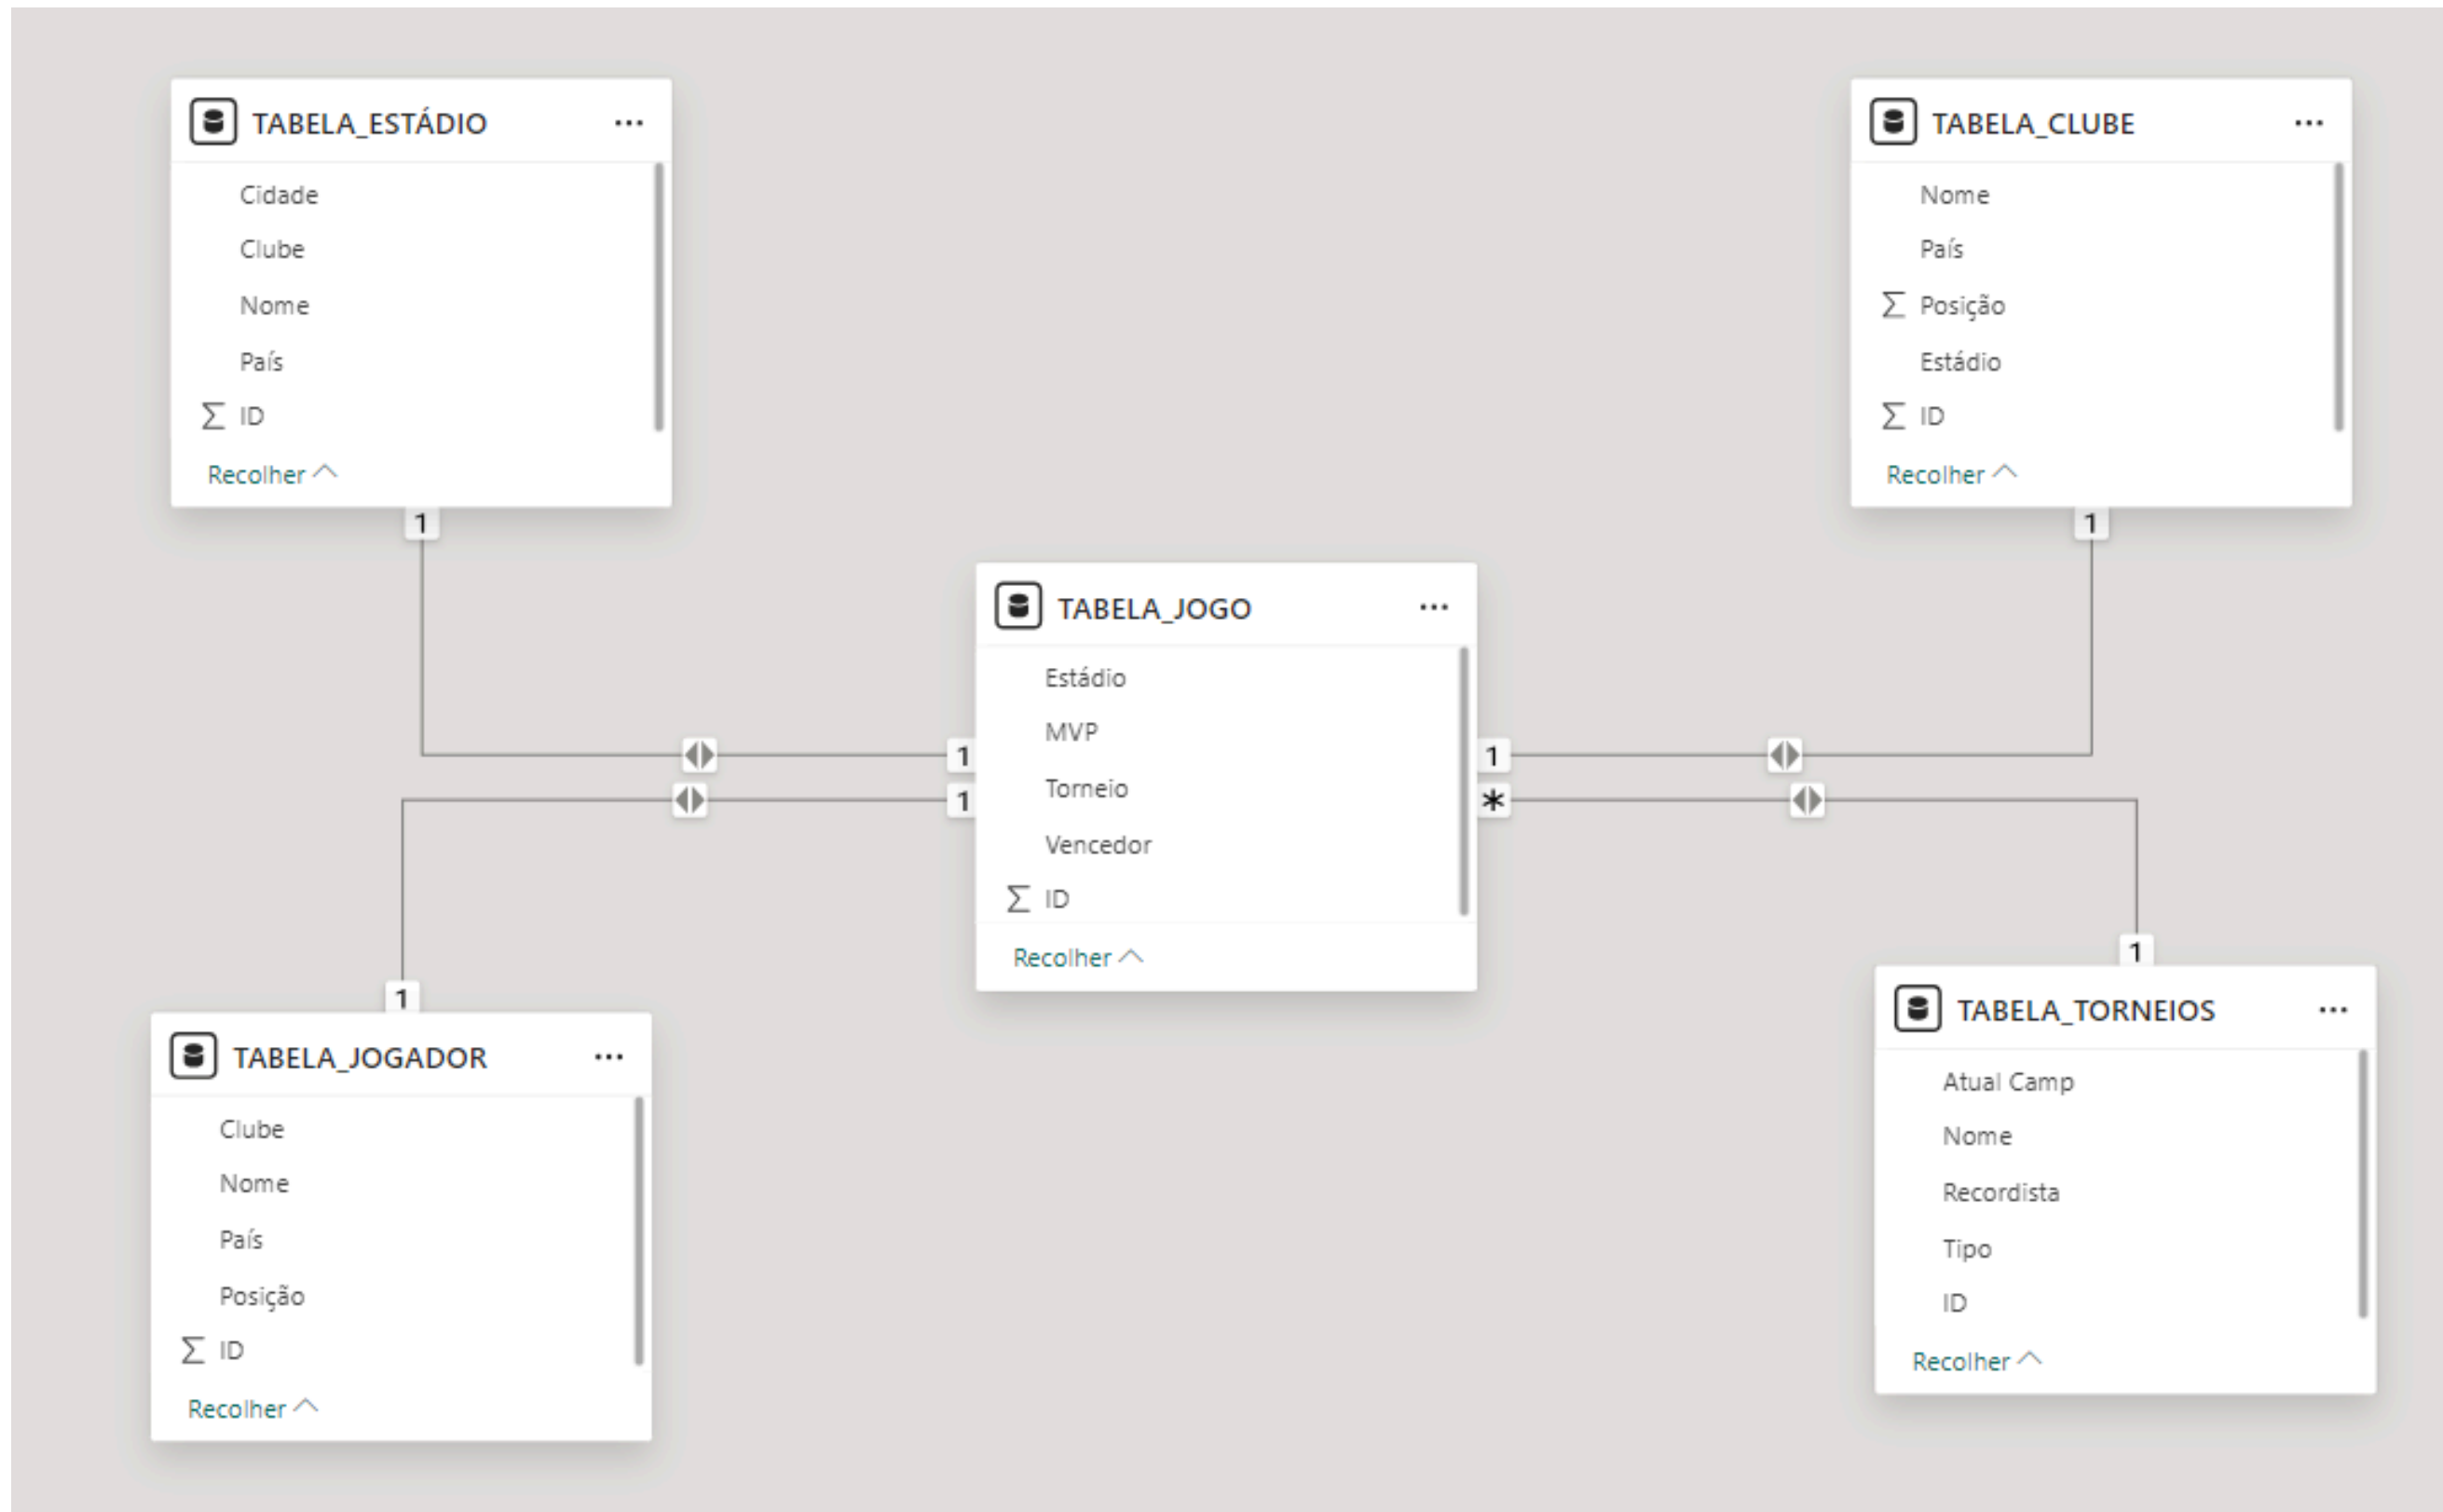 TABELA_ESTÁDIO ...
Cidade
Clube
Nome
País
Σ ID
Recolher
1
TABELA_CLUBE ...
Nome
País
Σ Posição
Estádio
Σ ID
Recolher
1
TABELA_JOGO ...
Estádio
MVP
Torneio
Vencedor
Σ ID
Recolher
1
1
1
*
1
TABELA_JOGADOR ...
Clube
Nome
País
Posição
Σ ID
Recolher
1
TABELA_TORNEIOS ...
Atual Camp
Nome
Recordista
Tipo
ID
Recolher